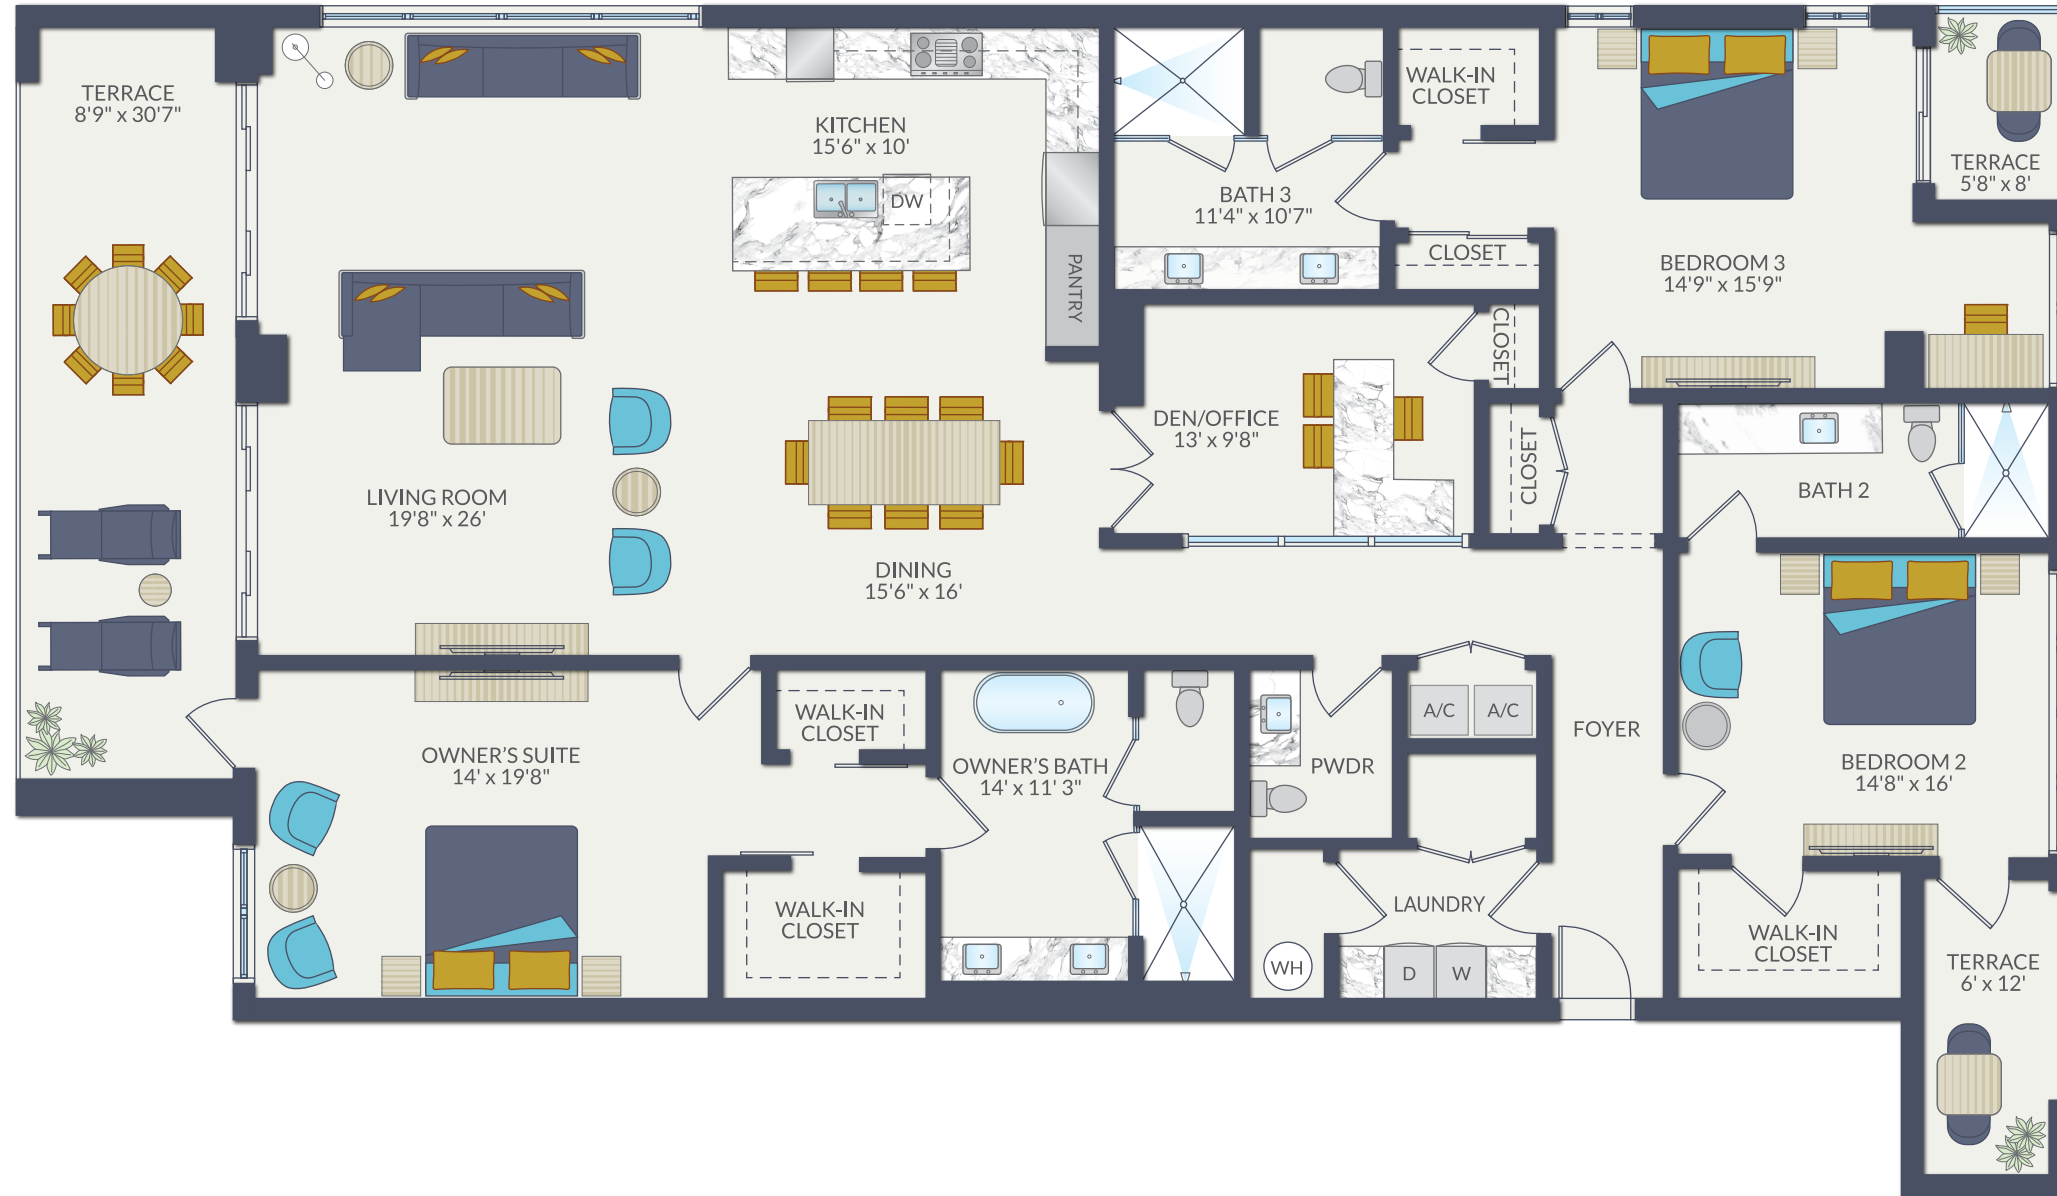 TERRACE
8'9" x 30'7"
KITCHEN
15'6" x 10'
DW
PANTRY
WALK-IN
CLOSET
BATH 3
11'4" x 10'7"
CLOSET
TERRACE
5'8" x 8'
BEDROOM 3
14'9" x 15'9"
CLOSET
DEN/OFFICE
13' x 9'8"
CLOSET
BATH 2
LIVING ROOM
19'8" x 26'
DINING
15'6" x 16'
OWNER'S SUITE
14' x 19'8"
WALK-IN
CLOSET
OWNER'S BATH
14' x 11' 3"
PWDR
A/C
A/C
FOYER
BEDROOM 2
14'8" x 16'
WALK-IN
CLOSET
LAUNDRY
WH
D
W
WALK-IN
CLOSET
TERRACE
6' x 12'